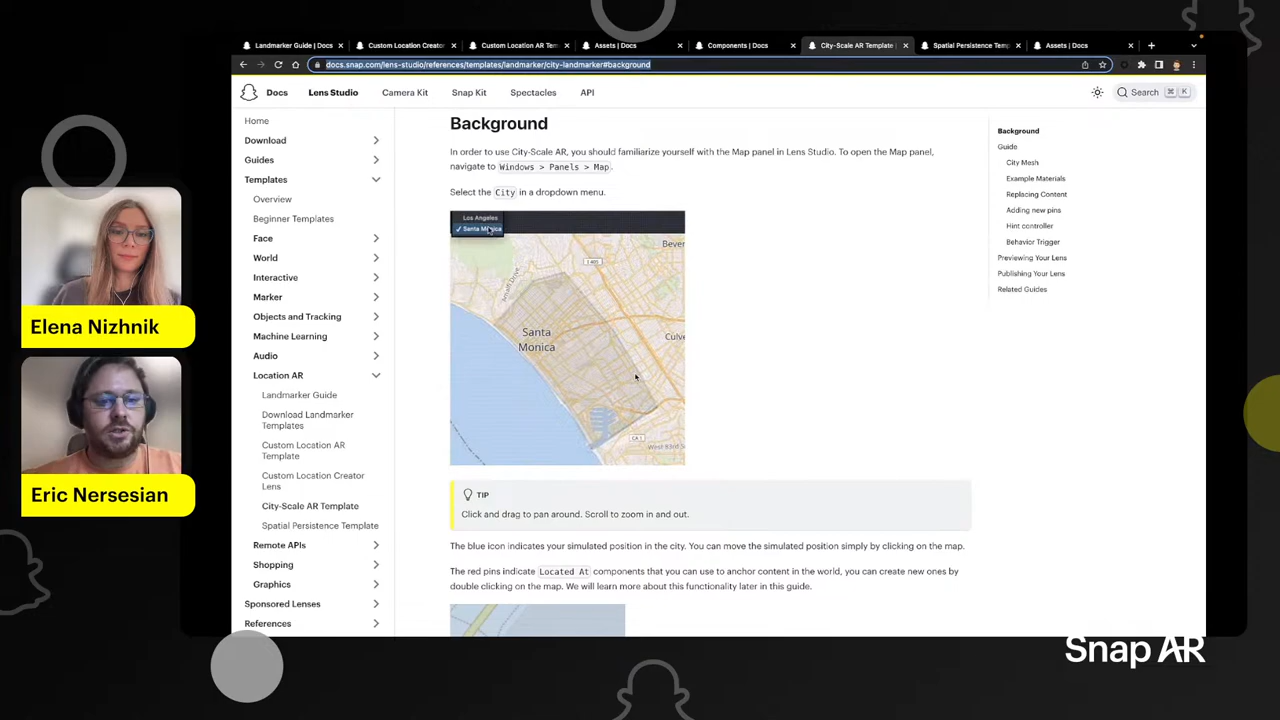 Landmarker Guide | Docs
Custom Location Creator
Custom Location AR Tem
Assets | Docs
Components | Docs
City-Scale AR Template |
Spatial Persistence Temp
Assets | Docs
docs.snap.com/lens-studio/references/templates/landmarker/city-landmarker#background
Docs
Lens Studio
Camera Kit
Snap Kit
Spectacles
API
Search
⌘
K
Home
Download
Guides
Templates
Overview
Beginner Templates
Face
World
Interactive
Marker
Objects and Tracking
Machine Learning
Audio
Location AR
Landmarker Guide
Download Landmarker
Templates
Custom Location AR
Template
Custom Location Creator
Lens
City-Scale AR Template
Spatial Persistence Template
Remote APIs
Shopping
Graphics
Sponsored Lenses
References
Background
In order to use City-Scale AR, you should familiarize yourself with the Map panel in Lens Studio. To open the Map panel,
navigate to Windows > Panels > Map.
Select the City in a dropdown menu.
Los Angeles
✓ Santa Monica
Bever
I 405
Santa
Monica
Culve
CA 1
TIP
Click and drag to pan around. Scroll to zoom in and out.
The blue icon indicates your simulated position in the city. You can move the simulated position simply by clicking on the map.
The red pins indicate Located At components that you can use to anchor content in the world, you can create new ones by
double clicking on the map. We will learn more about this functionality later in this guide.
Background
Guide
City Mesh
Example Materials
Replacing Content
Adding new pins
Hint controller
Behavior Trigger
Previewing Your Lens
Publishing Your Lens
Related Guides
Elena Nizhnik
Eric Nersesian
Snap AR